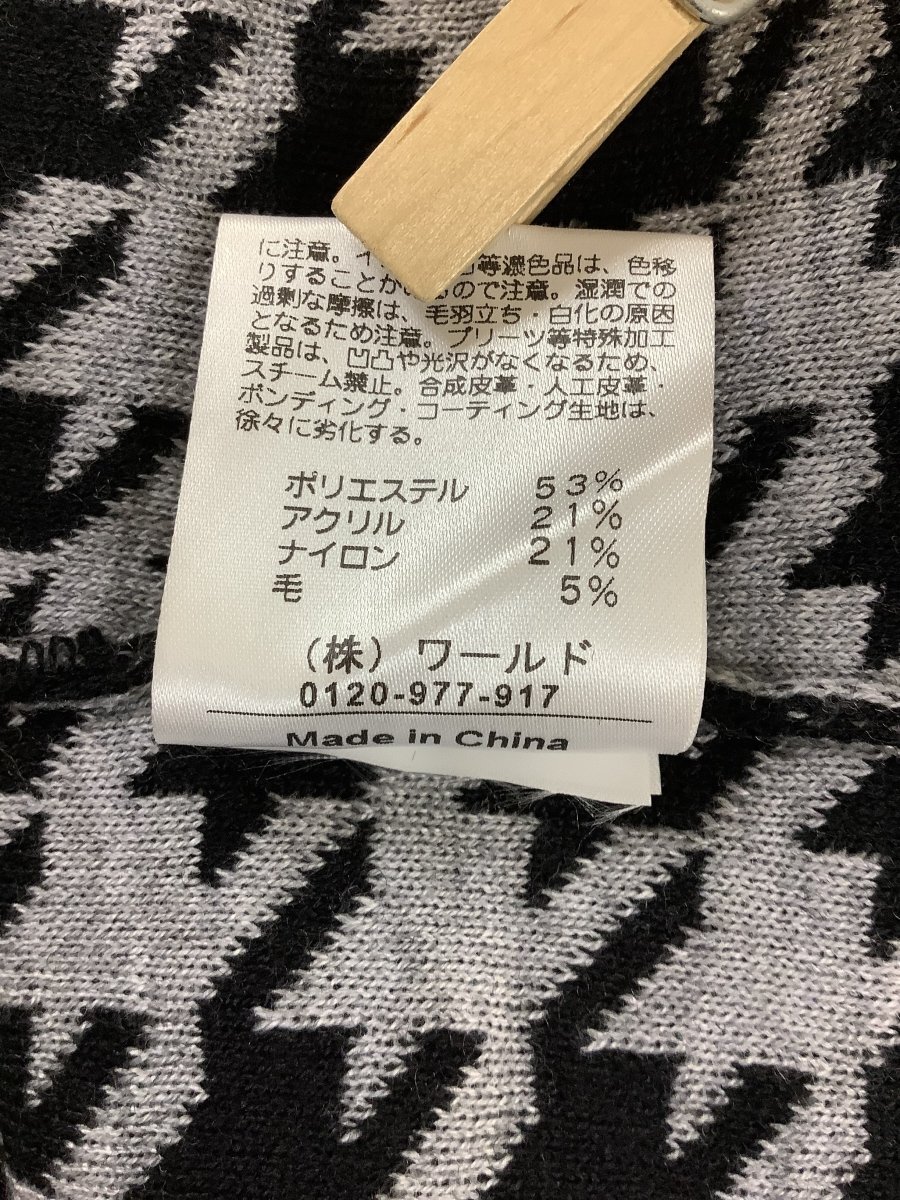 に注意。イ 等濃色品は、色移
りすることが るので注意。湿潤での
過剰な摩擦は、毛羽立ち・白化の原因
となるため注意。プリーツ等特殊加工
製品は、凹凸や光沢がなくなるため、
スチーム禁止。合成皮革・人工皮革・
ボンディング・コーティング生地は、
徐々に劣化する。
ポリエステル 53%
アクリル 21%
ナイロン 21%
毛 5%
(株)ワールド
0120-977-917
Made in China